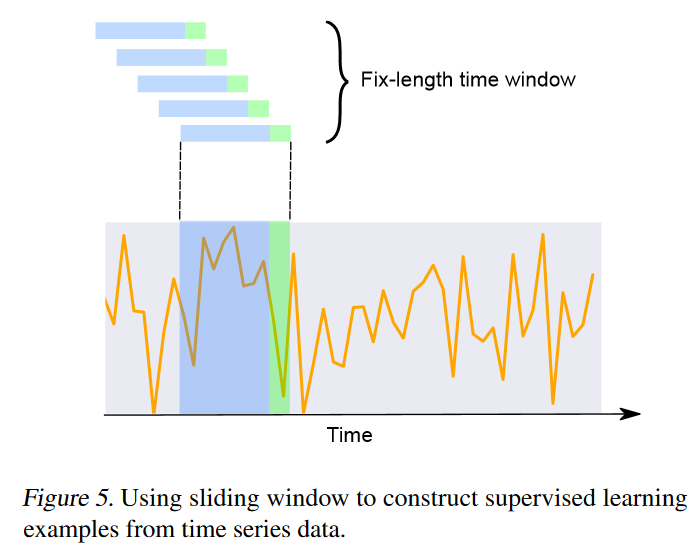 Fix-length time window
Time
Figure 5. Using sliding window to construct supervised learning
examples from time series data.